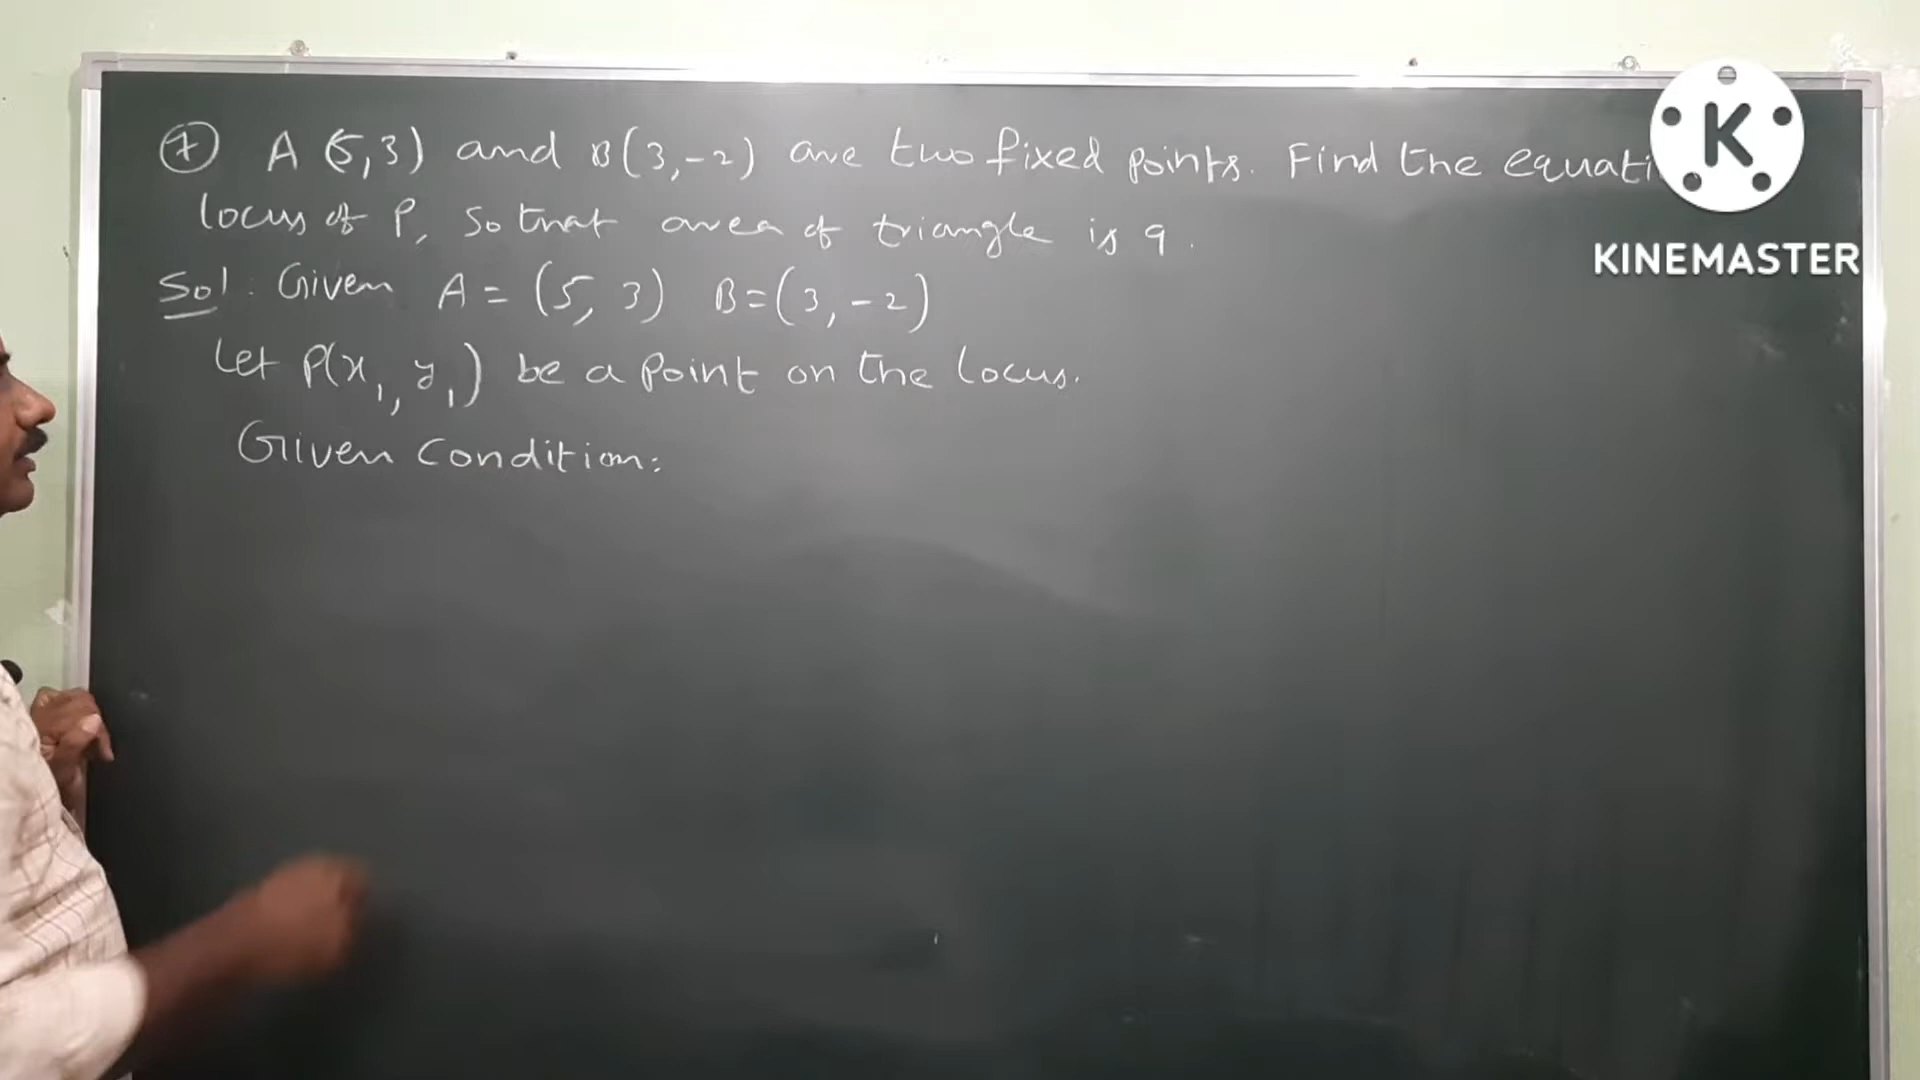 ⑦ A (5,3) and B(3,-2) are two fixed points. Find the equati
locus of P, So that area of triangle is 9.
Sol: Given A = (5, 3) B = (3, -2)
Let P(x₁, y₁) be a point on the locus.
Given Condition:
K
KINEMASTER